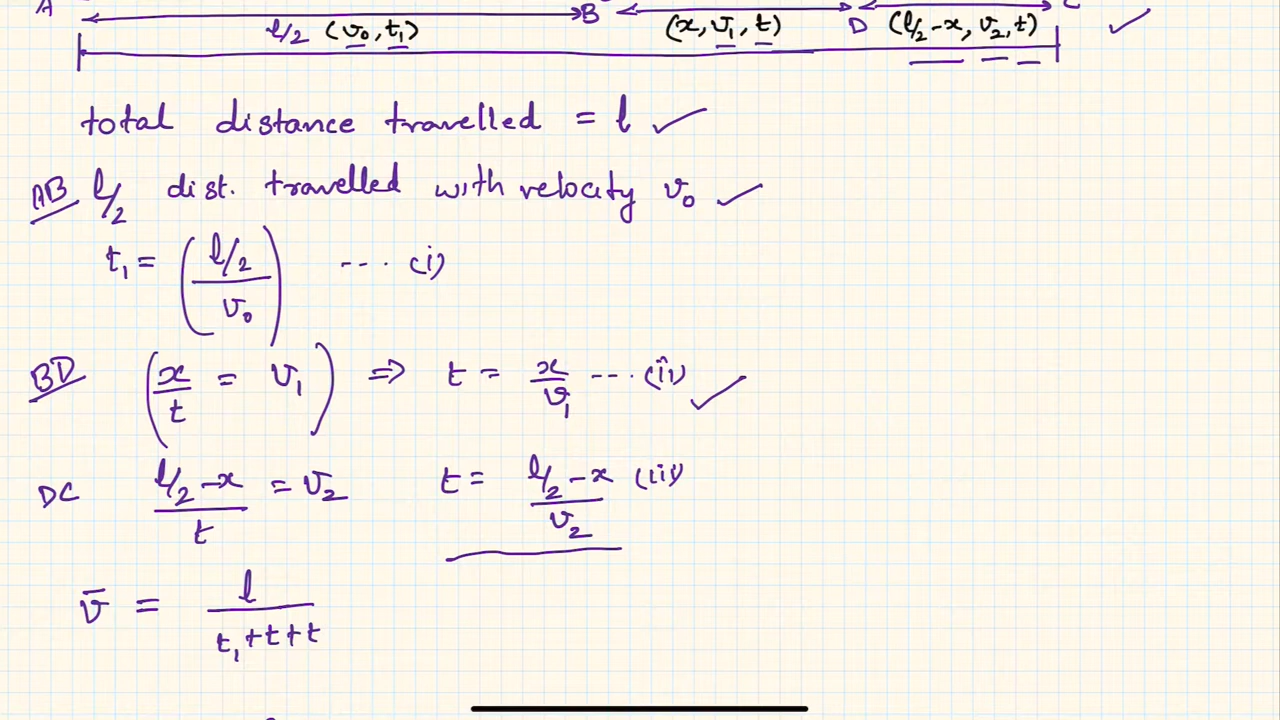 A B D C
l/2 (v₀, t₁) (x, v₁, t) (l/2-x, v₂, t)
total distance travelled = l
AB l/2 dist. travelled with velocity v₀
t₁ = (l/2 / v₀) ---- (i)
BD (x/t = v₁) ⇒ t = x/v₁ --- (ii)
DC l/2-x / t = v₂ t = l/2-x / v₂ (iii)
v̄ = l / t₁+t+t